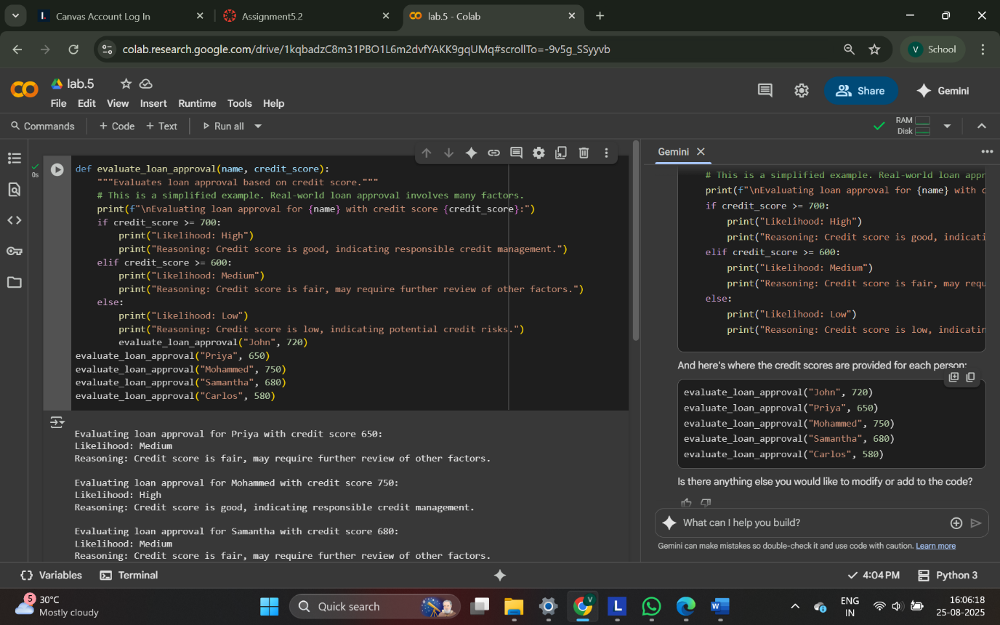 Canvas Account Log In
Assignment5.2
lab.5 - Colab
colab.research.google.com/drive/1kqbadzC8m31PBO1L6m2dvfYAKK9gqUMq#scrollTo=-9v5g_SSyyvb
V School
lab.5
File Edit View Insert Runtime Tools Help
Share
Gemini
Commands + Code + Text Run all
RAM
Disk
0s
def evaluate_loan_approval(name, credit_score):
"""Evaluates loan approval based on credit score."""
# This is a simplified example. Real-world loan approval involves many factors.
print(f"\nEvaluating loan approval for {name} with credit score {credit_score}:")
if credit_score >= 700:
print("Likelihood: High")
print("Reasoning: Credit score is good, indicating responsible credit management.")
elif credit_score >= 600:
print("Likelihood: Medium")
print("Reasoning: Credit score is fair, may require further review of other factors.")
else:
print("Likelihood: Low")
print("Reasoning: Credit score is low, indicating potential credit risks.")
evaluate_loan_approval("John", 720)
evaluate_loan_approval("Priya", 650)
evaluate_loan_approval("Mohammed", 750)
evaluate_loan_approval("Samantha", 680)
evaluate_loan_approval("Carlos", 580)
Evaluating loan approval for Priya with credit score 650:
Likelihood: Medium
Reasoning: Credit score is fair, may require further review of other factors.
Evaluating loan approval for Mohammed with credit score 750:
Likelihood: High
Reasoning: Credit score is good, indicating responsible credit management.
Evaluating loan approval for Samantha with credit score 680:
Likelihood: Medium
Reasoning: Credit score is fair, may require further review of other factors.
Gemini
# This is a simplified example. Real-world loan appr
print(f"\nEvaluating loan approval for {name} with c
if credit_score >= 700:
print("Likelihood: High")
print("Reasoning: Credit score is good, indicati
elif credit_score >= 600:
print("Likelihood: Medium")
print("Reasoning: Credit score is fair, may requ
else:
print("Likelihood: Low")
print("Reasoning: Credit score is low, indicatin
And here's where the credit scores are provided for each person:
evaluate_loan_approval("John", 720)
evaluate_loan_approval("Priya", 650)
evaluate_loan_approval("Mohammed", 750)
evaluate_loan_approval("Samantha", 680)
evaluate_loan_approval("Carlos", 580)
Is there anything else you would like to modify or add to the code?
What can I help you build?
Gemini can make mistakes so double-check it and use code with caution. Learn more
Variables Terminal
4:04 PM Python 3
5
30°C
Mostly cloudy
Quick search
V
L
W
ENG
IN
16:06:18
25-08-2025